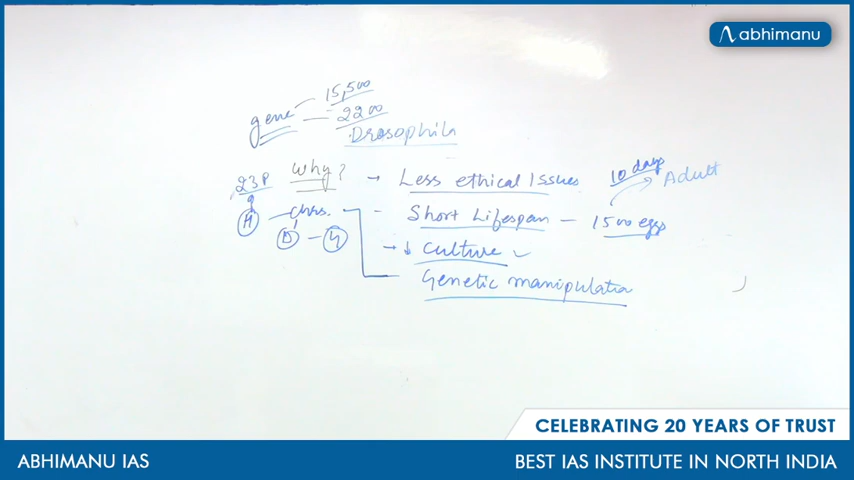 abhimanu
15,500
gene
2200
Drosophila
23P Why? → Less ethical Issues 10 days Adult
H chrs. - Short Lifespan - 1500 eggs
D - 4
→ ↓ Culture
Genetic manipulation
CELEBRATING 20 YEARS OF TRUST
ABHIMANU IAS
BEST IAS INSTITUTE IN NORTH INDIA